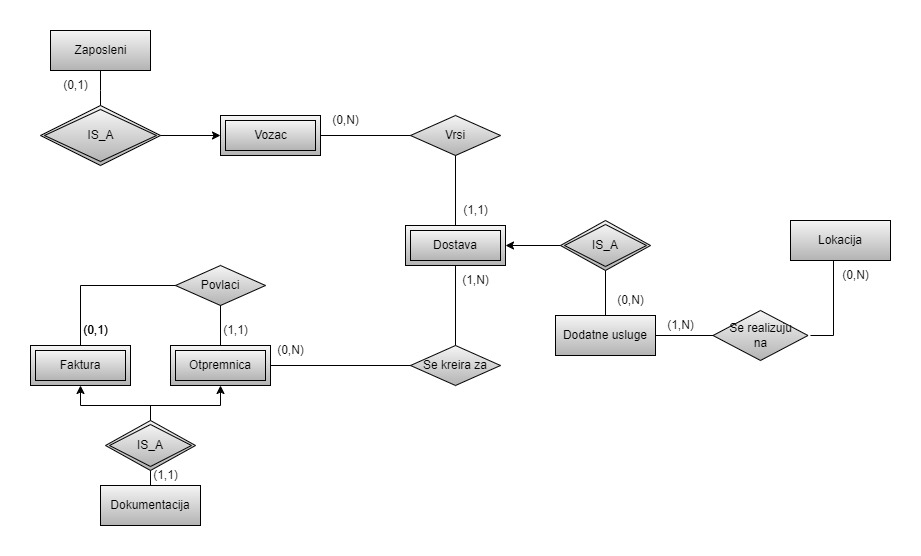 Zaposleni
(0,1)
IS_A
Vozac
(0,N)
Vrsi
(1,1)
Dostava
IS_A
Lokacija
(1,N)
(0,N)
Povlaci
(0,N)
(0,1)
(1,1)
(1,N)
Se realizuju
na
Dodatne usluge
(0,N)
Faktura
Otpremnica
Se kreira za
IS_A
(1,1)
Dokumentacija